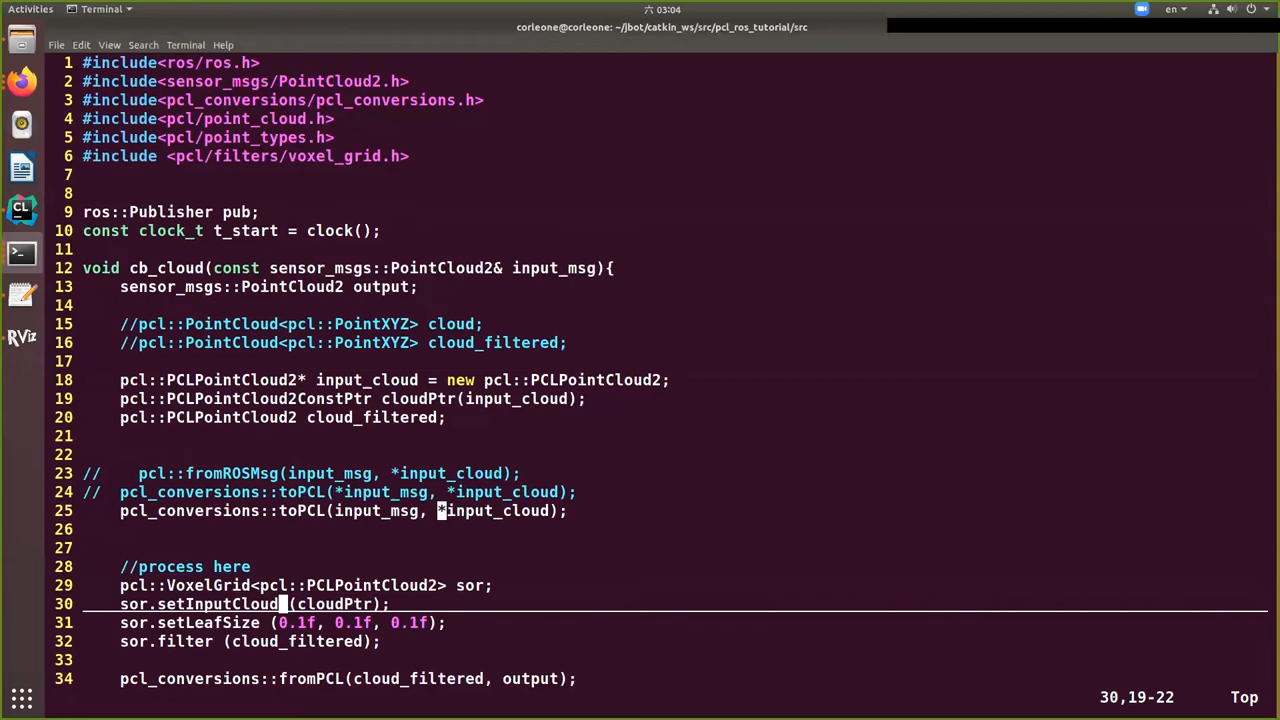 Activities
Terminal
六 03:04
en
corleone@corleone: ~/jbot/catkin_ws/src/pcl_ros_tutorial/src
File Edit View Search Terminal Help
1 #include<ros/ros.h>
2 #include<sensor_msgs/PointCloud2.h>
3 #include<pcl_conversions/pcl_conversions.h>
4 #include<pcl/point_cloud.h>
5 #include<pcl/point_types.h>
6 #include <pcl/filters/voxel_grid.h>
7
8
9 ros::Publisher pub;
10 const clock_t t_start = clock();
11
12 void cb_cloud(const sensor_msgs::PointCloud2& input_msg){
13     sensor_msgs::PointCloud2 output;
14
15     //pcl::PointCloud<pcl::PointXYZ> cloud;
16     //pcl::PointCloud<pcl::PointXYZ> cloud_filtered;
17
18     pcl::PCLPointCloud2* input_cloud = new pcl::PCLPointCloud2;
19     pcl::PCLPointCloud2ConstPtr cloudPtr(input_cloud);
20     pcl::PCLPointCloud2 cloud_filtered;
21
22
23 //    pcl::fromROSMsg(input_msg, *input_cloud);
24 //  pcl_conversions::toPCL(*input_msg, *input_cloud);
25     pcl_conversions::toPCL(input_msg, *input_cloud);
26
27
28     //process here
29     pcl::VoxelGrid<pcl::PCLPointCloud2> sor;
30     sor.setInputCloud (cloudPtr);
31     sor.setLeafSize (0.1f, 0.1f, 0.1f);
32     sor.filter (cloud_filtered);
33
34     pcl_conversions::fromPCL(cloud_filtered, output);
30,19-22 Top
CL
RViz